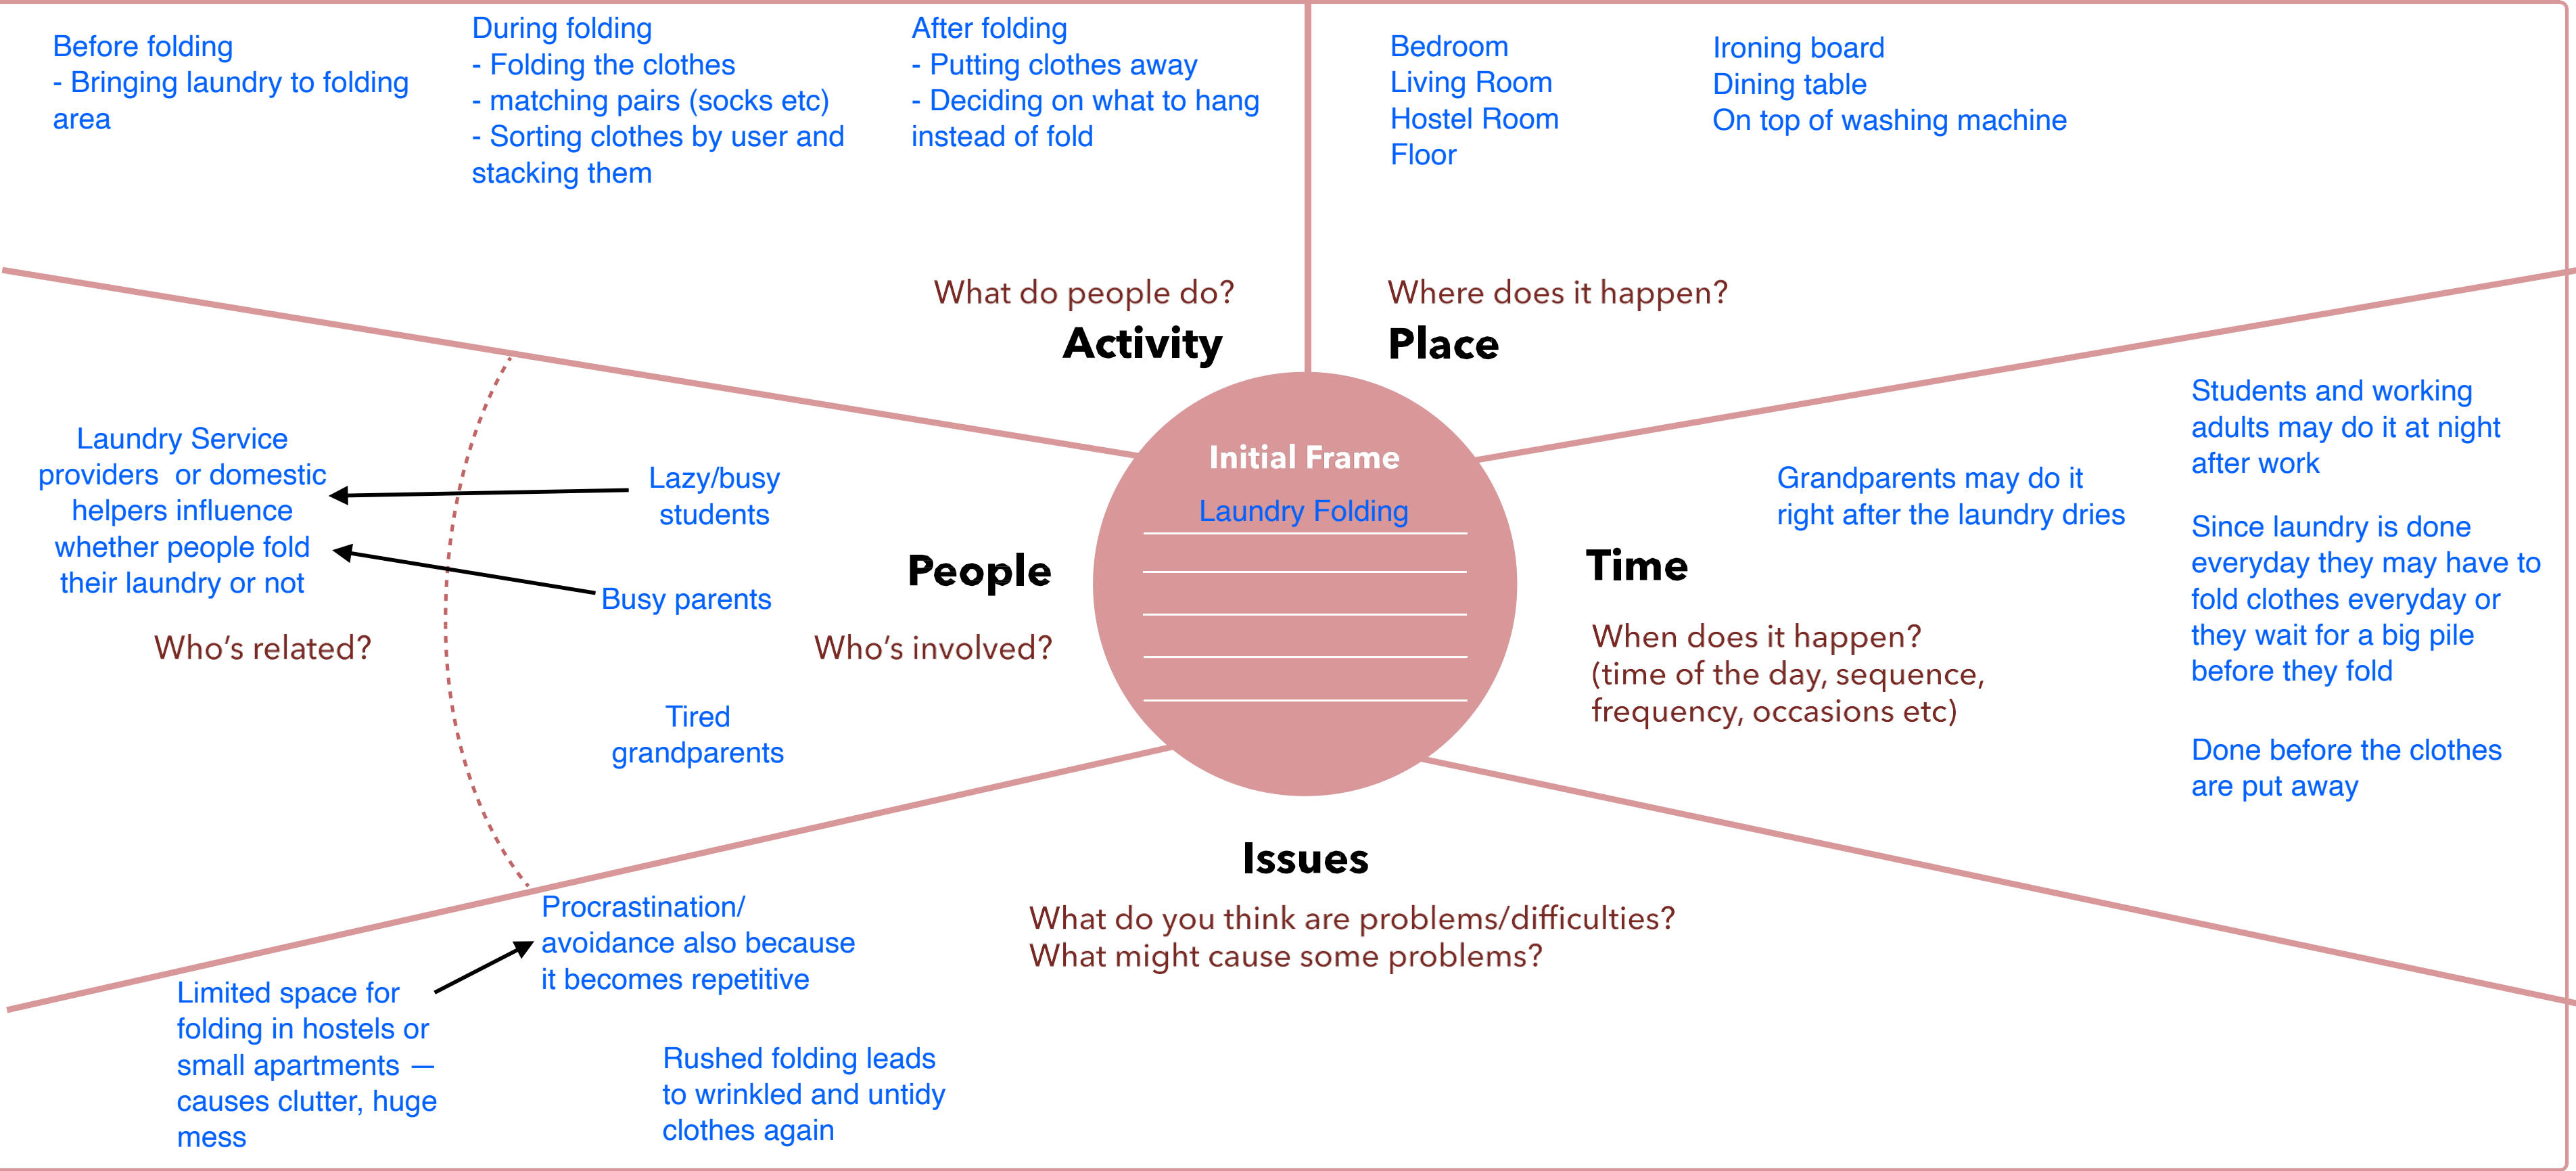 Before folding
- Bringing laundry to folding
area
During folding
- Folding the clothes
- matching pairs (socks etc)
- Sorting clothes by user and
stacking them
After folding
- Putting clothes away
- Deciding on what to hang
instead of fold
What do people do?
Activity
Bedroom
Living Room
Hostel Room
Floor
Ironing board
Dining table
On top of washing machine
Where does it happen?
Place
Laundry Service
providers  or domestic
helpers influence
whether people fold
their laundry or not
Who’s related?
Lazy/busy
students
Busy parents
Tired
grandparents
People
Who’s involved?
Initial Frame
Laundry Folding
Time
When does it happen?
(time of the day, sequence,
frequency, occasions etc)
Grandparents may do it
right after the laundry dries
Students and working
adults may do it at night
after work
Since laundry is done
everyday they may have to
fold clothes everyday or
they wait for a big pile
before they fold
Done before the clothes
are put away
Issues
What do you think are problems/difficulties?
What might cause some problems?
Procrastination/
avoidance also because
it becomes repetitive
Limited space for
folding in hostels or
small apartments —
causes clutter, huge
mess
Rushed folding leads
to wrinkled and untidy
clothes again